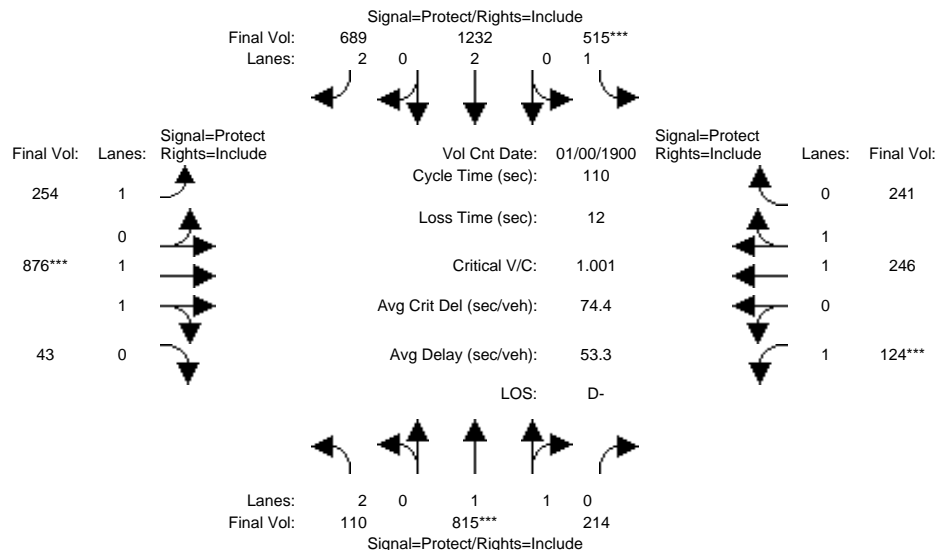 Signal=Protect/Rights=Include
Final Vol: 689 1232 515***
Lanes: 2 0 2 0 1
Signal=Protect Signal=Protect
Final Vol: Lanes: Rights=Include Vol Cnt Date: 01/00/1900 Rights=Include Lanes: Final Vol:
Cycle Time (sec): 110
254 1 0 241
Loss Time (sec): 12
0 1
876*** 1 Critical V/C: 1.001 1 246
1 Avg Crit Del (sec/veh): 74.4 0
43 0 Avg Delay (sec/veh): 53.3 1 124***
LOS: D-
Lanes: 2 0 1 1 0
Final Vol: 110 815*** 214
Signal=Protect/Rights=Include